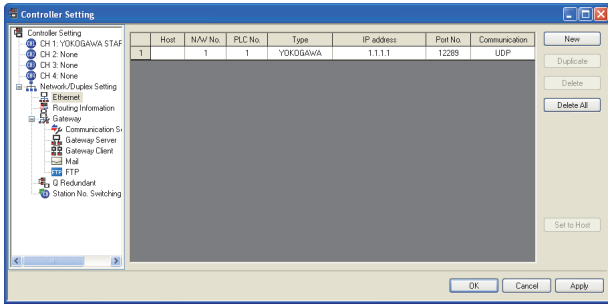 Controller Setting
Controller Setting
CH 1: YOKOGAWA STAF
CH 2: None
CH 3: None
CH 4: None
Network/Duplex Setting
Ethernet
Routing Information
Gateway
Communication S
Gateway Server
Gateway Client
Mail
FTP FTP
Q Redundant
Station No. Switching
Host N/W No. PLC No. Type IP address Port No. Communication
1 1 1 YOKOGAWA 1.1.1.1 12289 UDP
New
Duplicate
Delete
Delete All
Set to Host
OK Cancel Apply